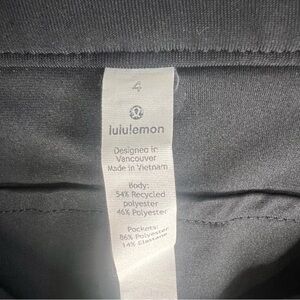 4
lululemon
Designed in
Vancouver
Made in Vietnam
Body:
54% Recycled
polyester
46% Polyester
Pockets:
86% Polyester
14% Elastane